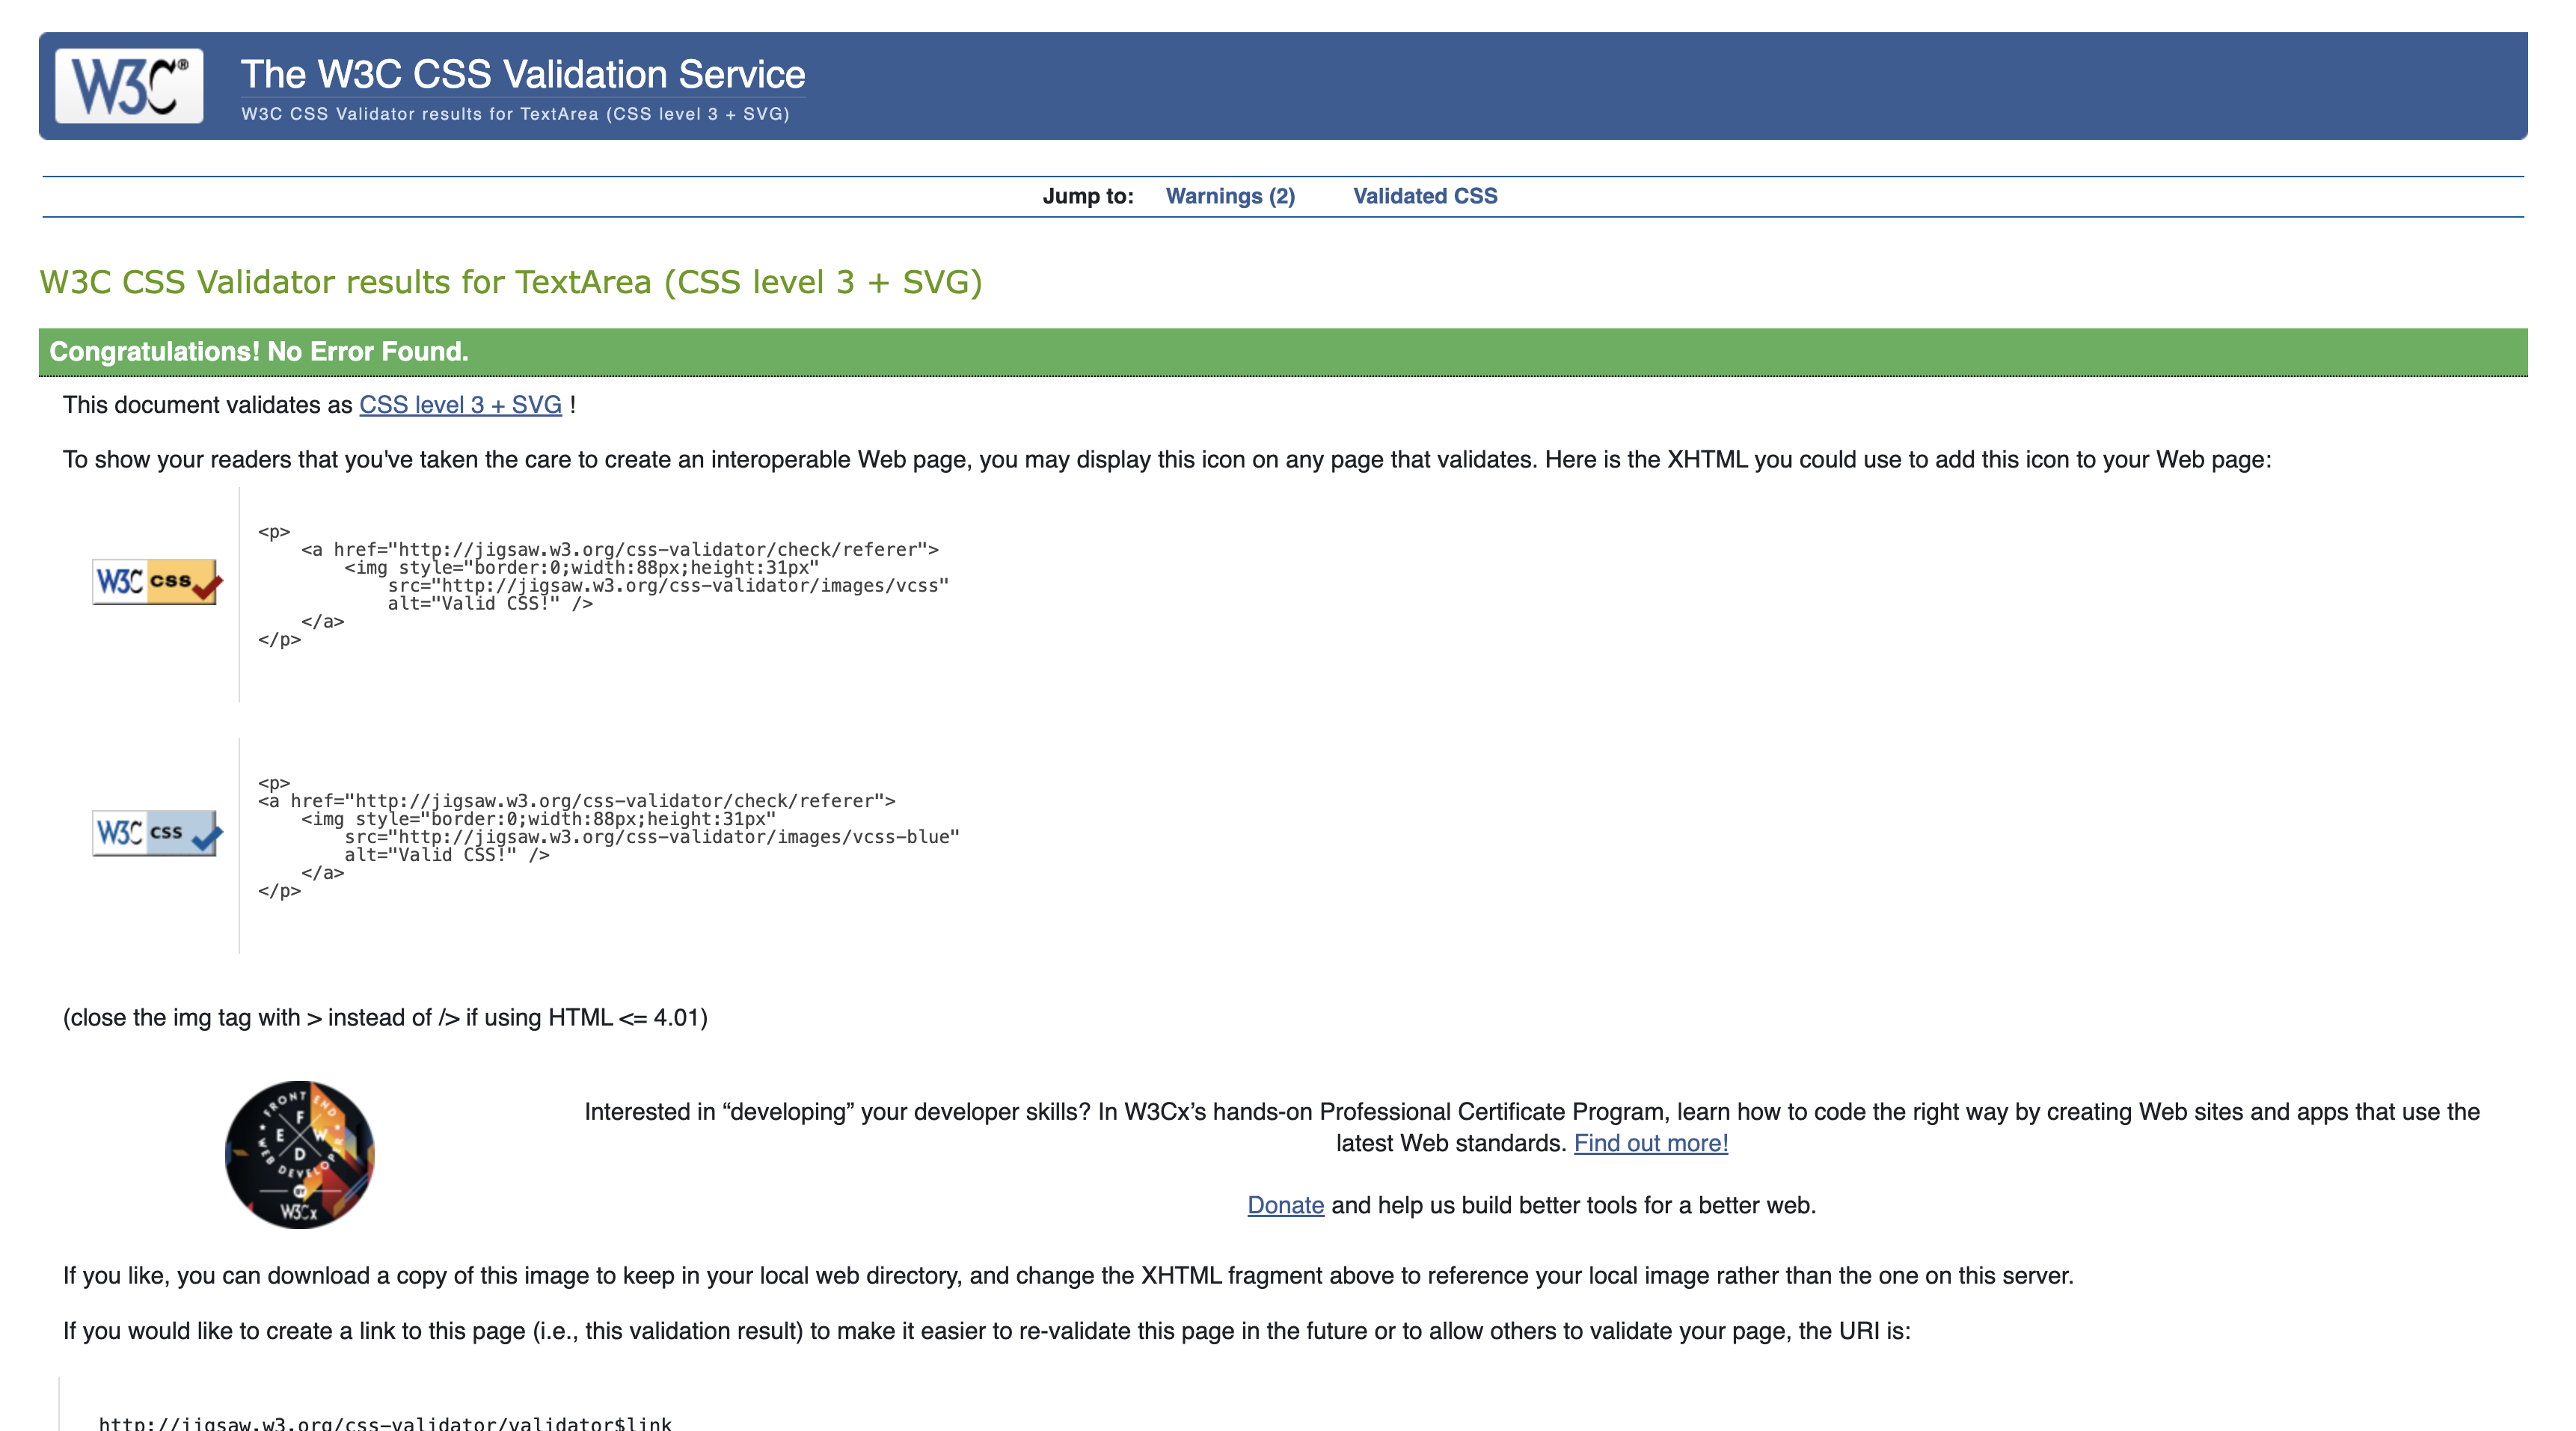 W3C®
The W3C CSS Validation Service
W3C CSS Validator results for TextArea (CSS level 3 + SVG)
Jump to: Warnings (2) Validated CSS
W3C CSS Validator results for TextArea (CSS level 3 + SVG)
Congratulations! No Error Found.
This document validates as CSS level 3 + SVG !
To show your readers that you've taken the care to create an interoperable Web page, you may display this icon on any page that validates. Here is the XHTML you could use to add this icon to your Web page:
W3C css
<p>
    <a href="http://jigsaw.w3.org/css-validator/check/referer">
        <img style="border:0;width:88px;height:31px"
            src="http://jigsaw.w3.org/css-validator/images/vcss"
            alt="Valid CSS!" />
    </a>
</p>
W3C css
<p>
<a href="http://jigsaw.w3.org/css-validator/check/referer">
    <img style="border:0;width:88px;height:31px"
        src="http://jigsaw.w3.org/css-validator/images/vcss-blue"
        alt="Valid CSS!" />
    </a>
</p>
(close the img tag with > instead of /> if using HTML <= 4.01)
FRONT END
F
E W
D
WEB DEVELOPER
BY
W3Cx
Interested in “developing” your developer skills? In W3Cx’s hands-on Professional Certificate Program, learn how to code the right way by creating Web sites and apps that use the
latest Web standards. Find out more!
Donate and help us build better tools for a better web.
If you like, you can download a copy of this image to keep in your local web directory, and change the XHTML fragment above to reference your local image rather than the one on this server.
If you would like to create a link to this page (i.e., this validation result) to make it easier to re-validate this page in the future or to allow others to validate your page, the URI is:
http://jigsaw.w3.org/css-validator/validator$link